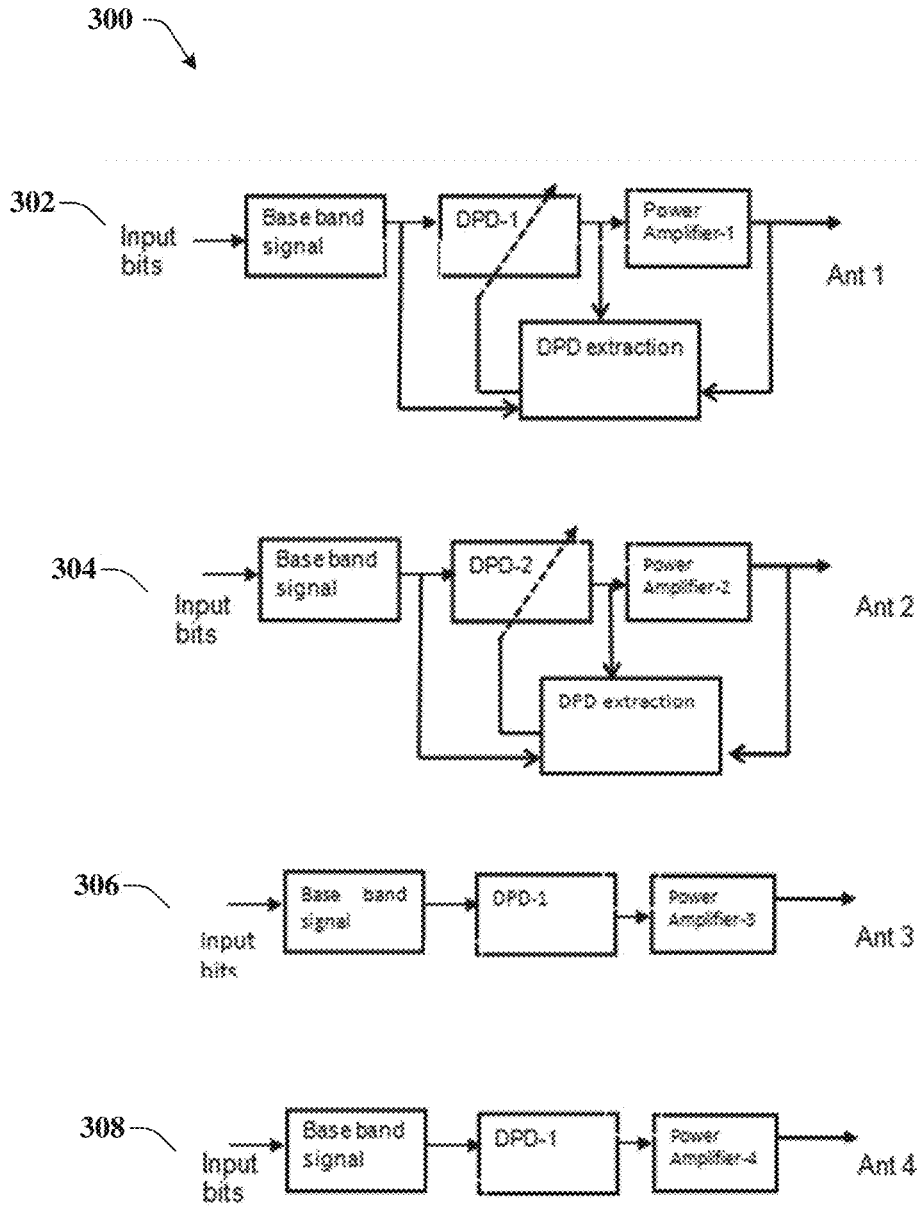 300
302
Input
bits
Base band
signal
DPD-1
Power
Amplifier-1
Ant 1
DPD extraction
304
Input
bits
Base band
signal
DPD-2
Power
Amplifier-2
Ant 2
DPD extraction
306
Input
bits
Base band
signal
DPD-1
Power
Amplifier-3
Ant 3
308
Input
bits
Base band
signal
DPD-1
Power
Amplifier-4
Ant 4